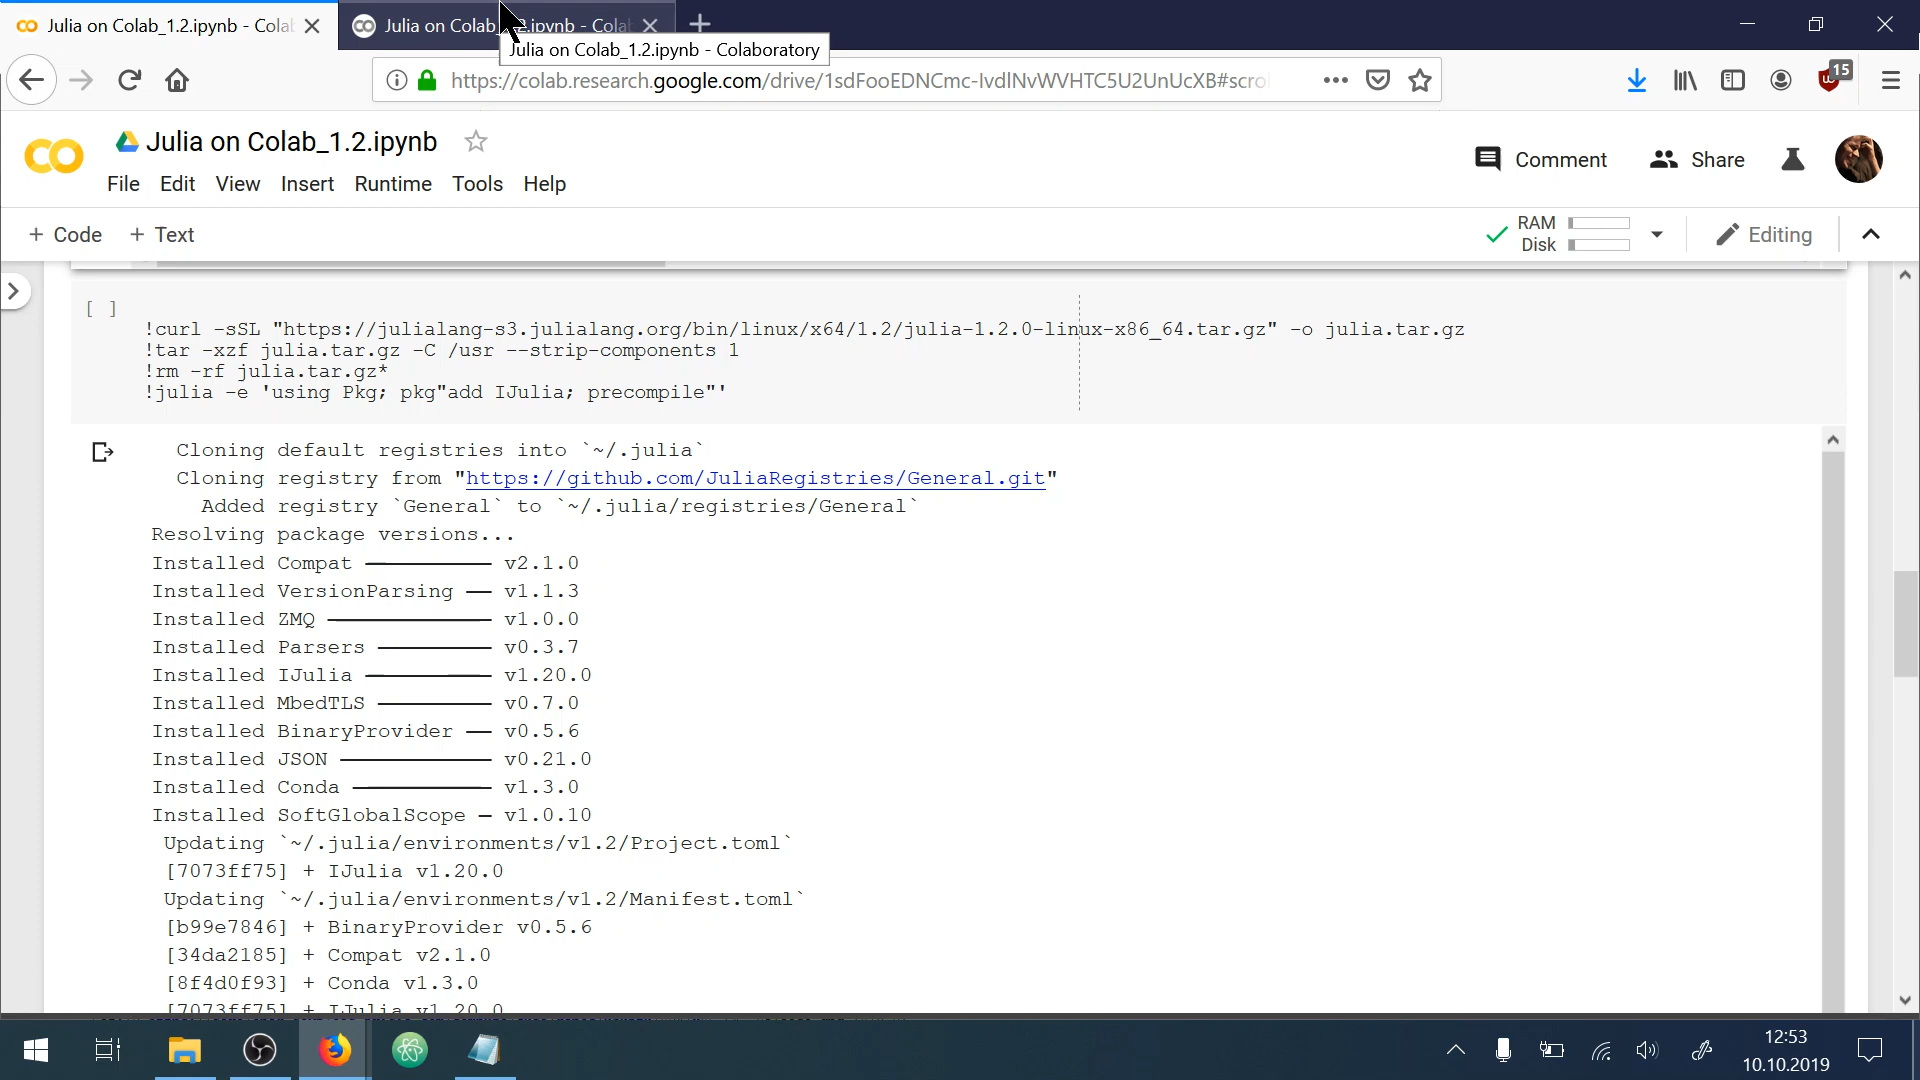 Julia on Colab_1.2.ipynb - Cola
Julia on Colab_1.2.ipynb - Cola
Julia on Colab_1.2.ipynb - Colaboratory
https://colab.research.google.com/drive/1sdFooEDNCmc-IvdlNvWVHTC5U2UnUcXB#scro
15
Julia on Colab_1.2.ipynb
Comment
Share
File Edit View Insert Runtime Tools Help
+ Code + Text
RAM
Disk
Editing
[ ]
!curl -sSL "https://julialang-s3.julialang.org/bin/linux/x64/1.2/julia-1.2.0-linux-x86_64.tar.gz" -o julia.tar.gz
!tar -xzf julia.tar.gz -C /usr --strip-components 1
!rm -rf julia.tar.gz*
!julia -e 'using Pkg; pkg"add IJulia; precompile"'
Cloning default registries into `~/.julia`
Cloning registry from "https://github.com/JuliaRegistries/General.git"
Added registry `General` to `~/.julia/registries/General`
Resolving package versions...
Installed Compat ────────── v2.1.0
Installed VersionParsing ── v1.1.3
Installed ZMQ ───────────── v1.0.0
Installed Parsers ───────── v0.3.7
Installed IJulia ────────── v1.20.0
Installed MbedTLS ───────── v0.7.0
Installed BinaryProvider ── v0.5.6
Installed JSON ──────────── v0.21.0
Installed Conda ─────────── v1.3.0
Installed SoftGlobalScope ─ v1.0.10
Updating `~/.julia/environments/v1.2/Project.toml`
[7073ff75] + IJulia v1.20.0
Updating `~/.julia/environments/v1.2/Manifest.toml`
[b99e7846] + BinaryProvider v0.5.6
[34da2185] + Compat v2.1.0
[8f4d0f93] + Conda v1.3.0
[7073ff75] + IJulia v1.20.0
12:53
10.10.2019